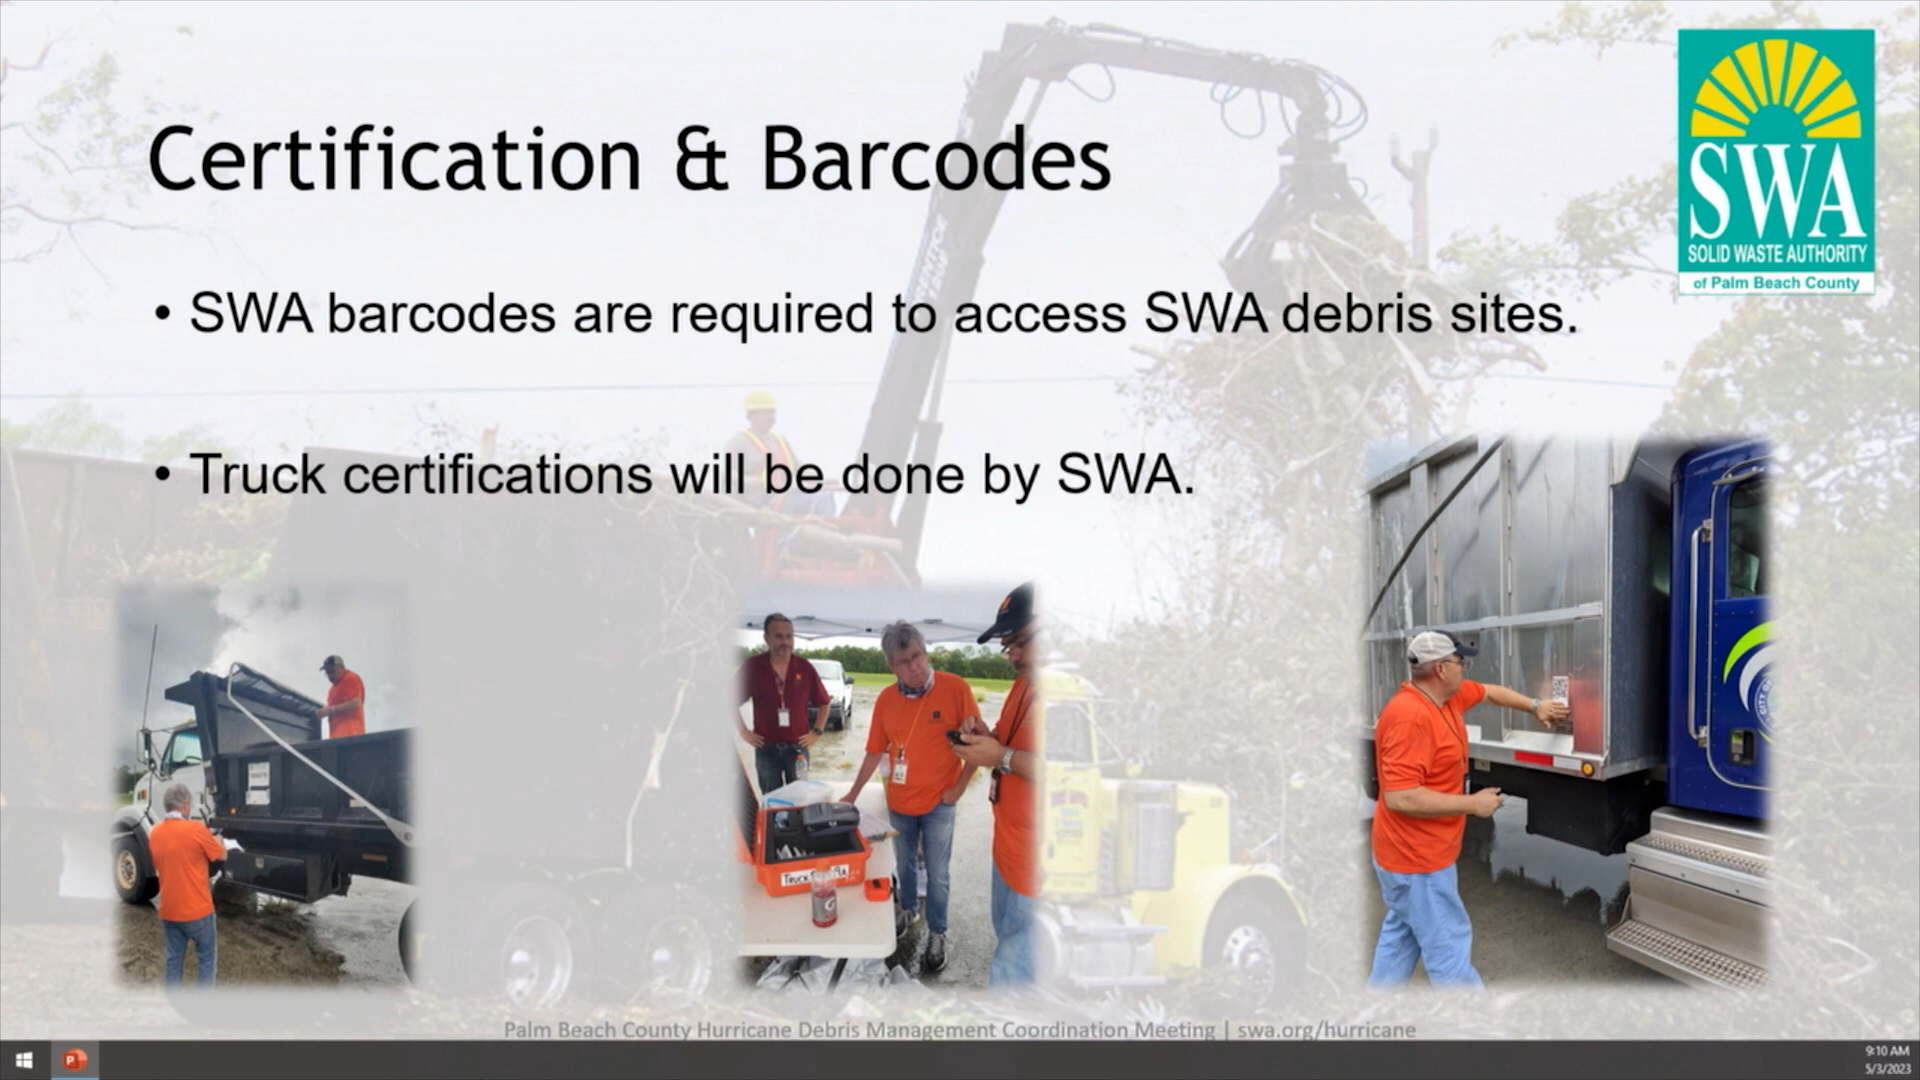 Certification & Barcodes
SWA
SOLID WASTE AUTHORITY
of Palm Beach County
• SWA barcodes are required to access SWA debris sites.
• Truck certifications will be done by SWA.
Palm Beach County Hurricane Debris Management Coordination Meeting | swa.org/hurricane
9:10 AM
5/3/2023